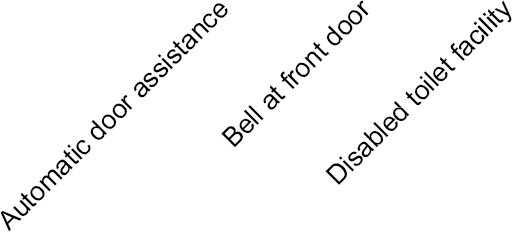 Automatic door assistance
Bell at front door
Disabled toilet facility